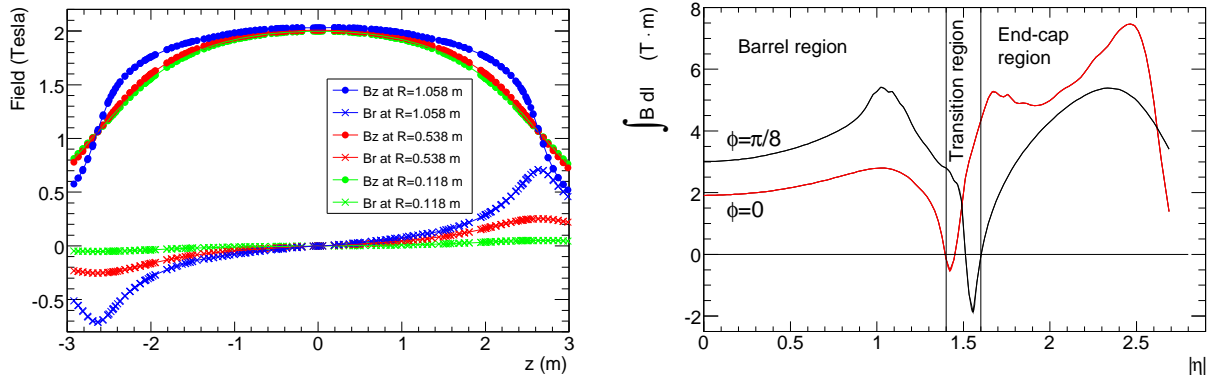 Field (Tesla)
2
1.5
1
0.5
0
-0.5
Bz at R=1.058 m
Br at R=1.058 m
Bz at R=0.538 m
Br at R=0.538 m
Bz at R=0.118 m
Br at R=0.118 m
-3 -2 -1 0 1 2 3
z (m)
∫B dl (T · m)
8
6
4
2
0
-2
Barrel region
Transition region
End-cap
region
ϕ=π/8
ϕ=0
0 0.5 1 1.5 2 2.5
|η|